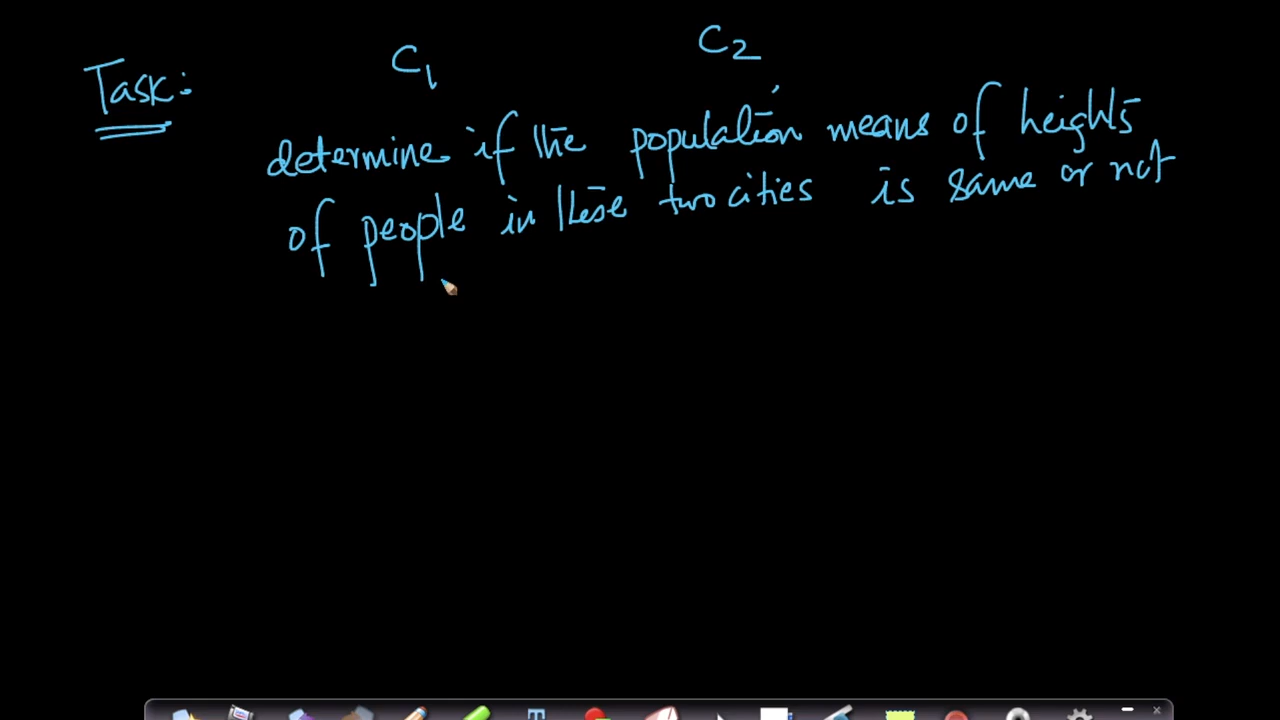 C1 C2
Task:
determine if the population means of heights
of people in these two cities is same or not